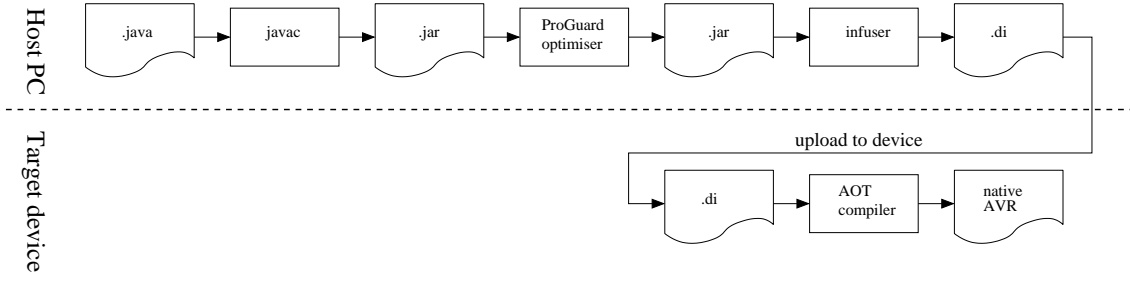 Host PC
.java
javac
.jar
ProGuard
optimiser
.jar
infuser
.di
Target device
upload to device
.di
AOT
compiler
native
AVR